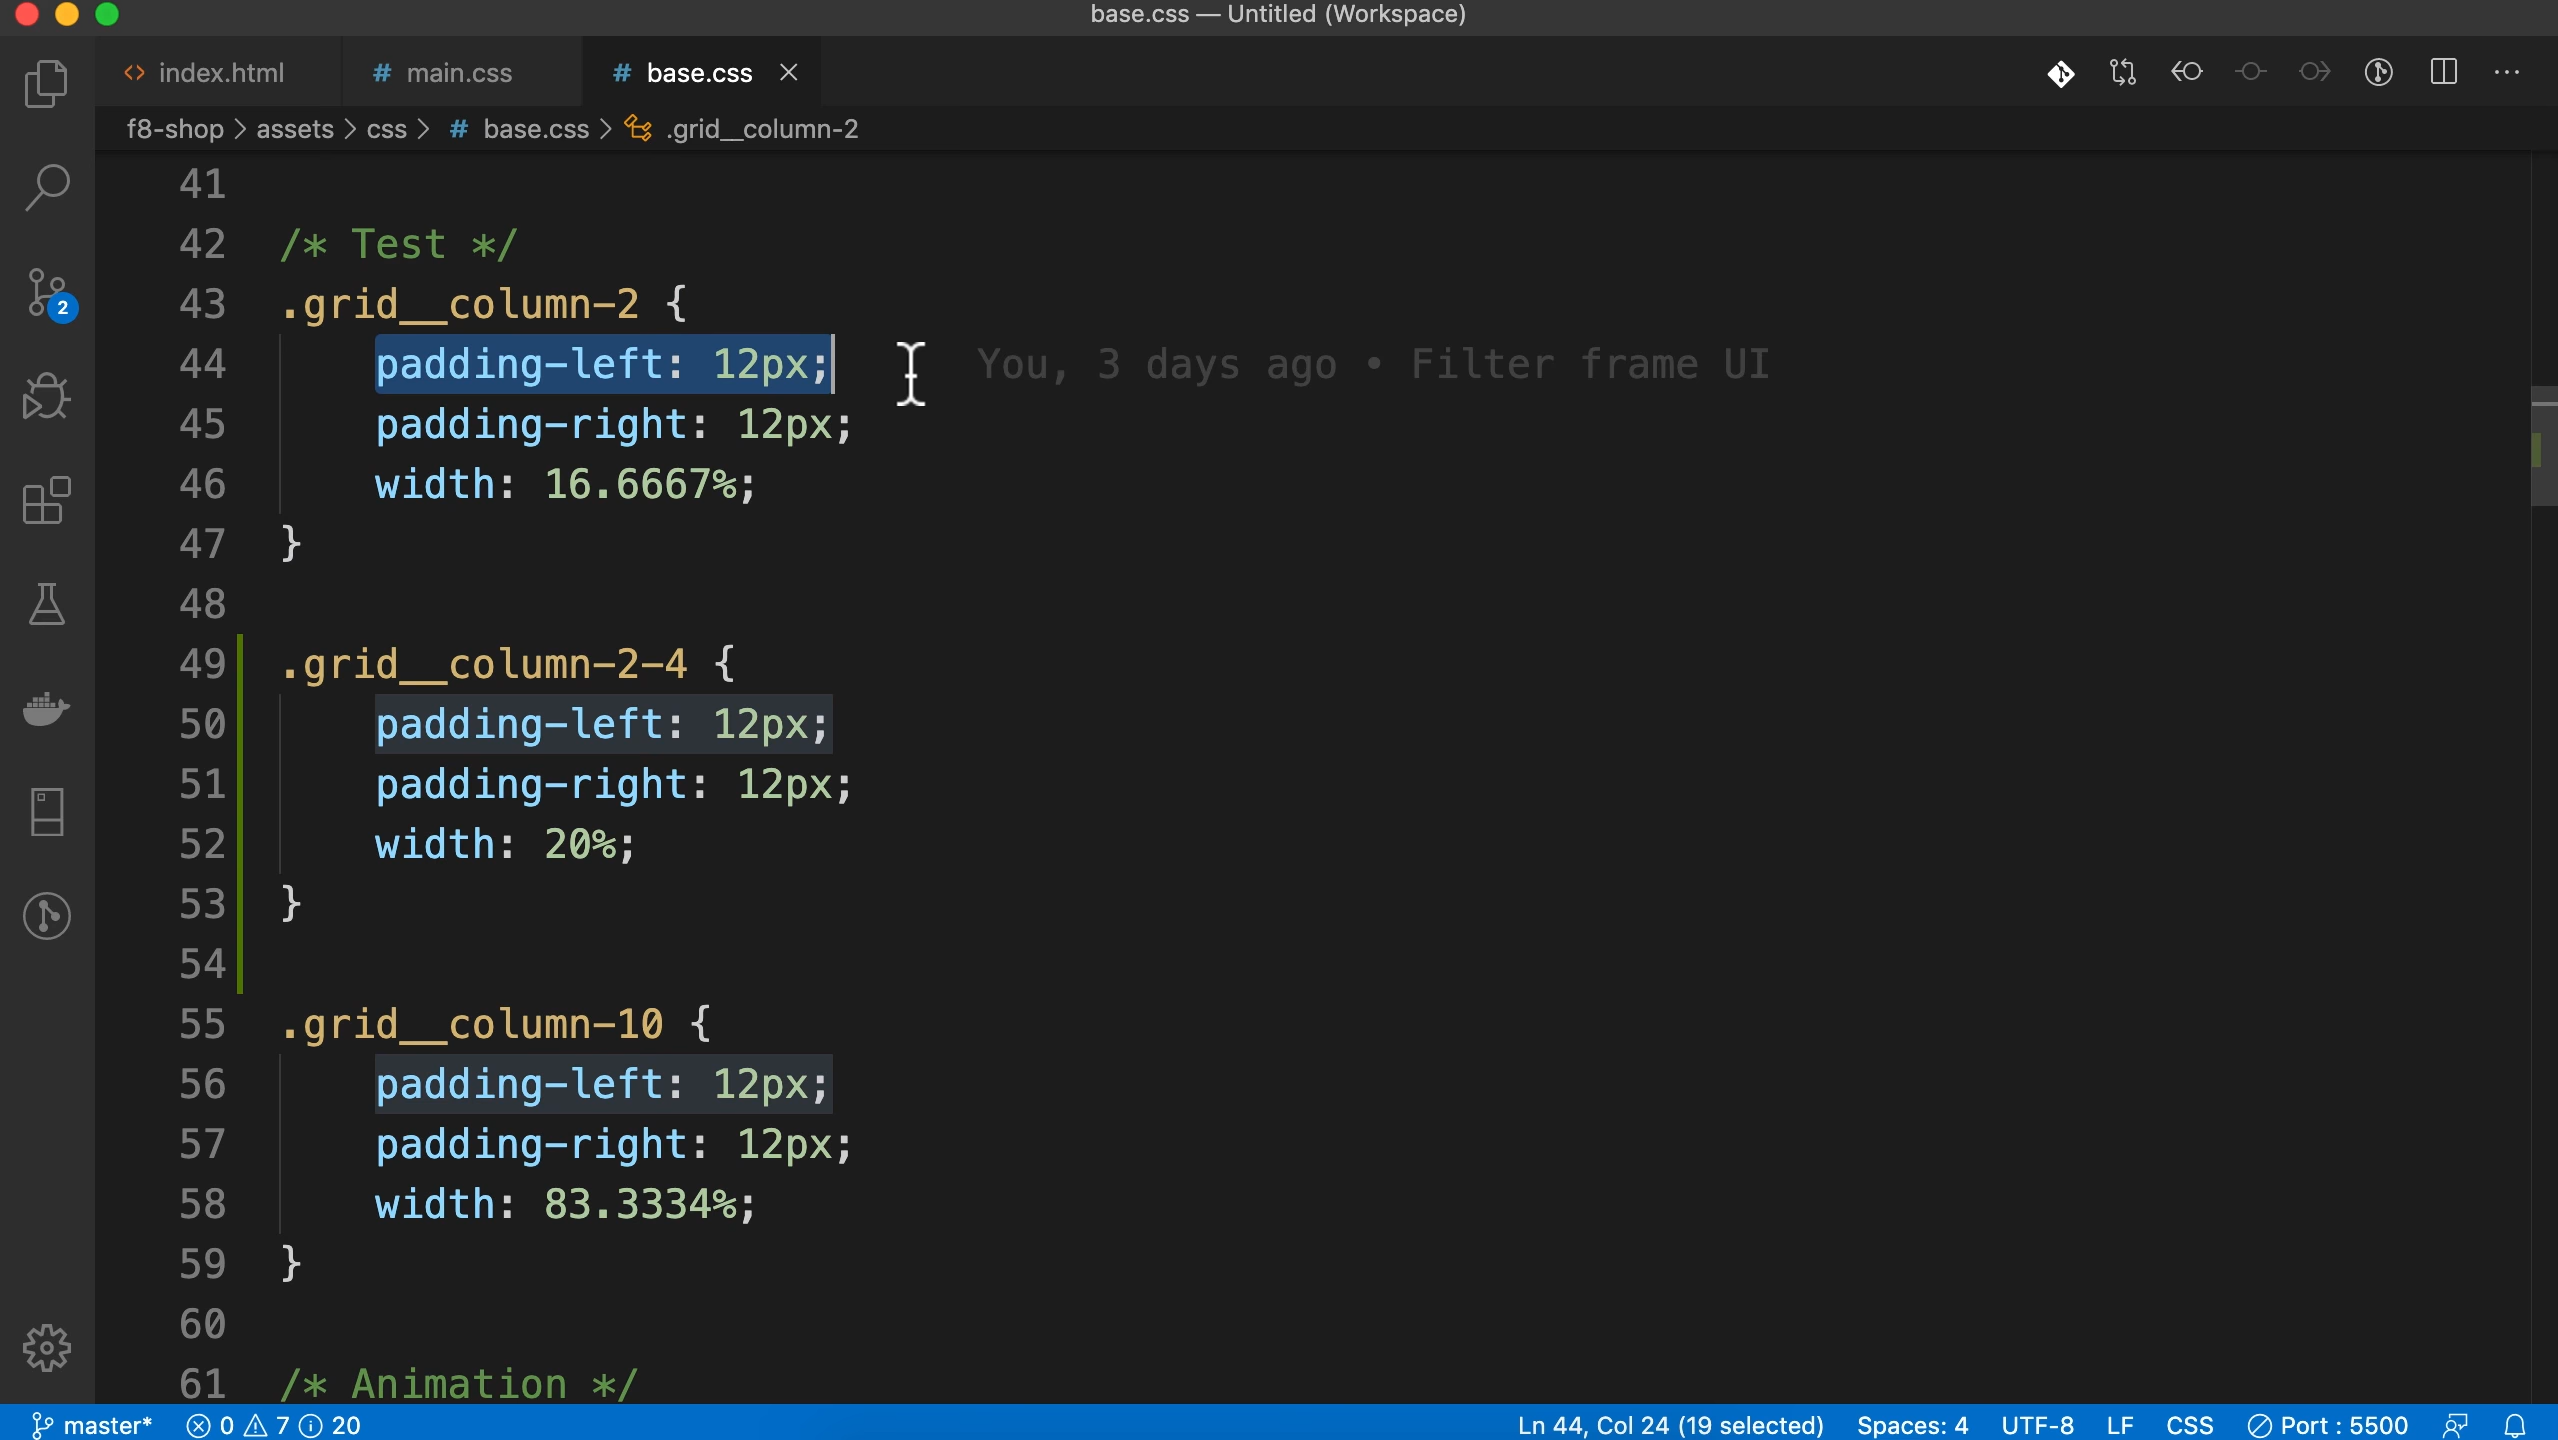 base.css — Untitled (Workspace)
index.html
# main.css
# base.css
f8-shop > assets > css > # base.css > .grid__column-2
41
42 /* Test */
43 .grid__column-2 {
44 padding-left: 12px; You, 3 days ago • Filter frame UI
45 padding-right: 12px;
46 width: 16.6667%;
47 }
48
49 .grid__column-2-4 {
50 padding-left: 12px;
51 padding-right: 12px;
52 width: 20%;
53 }
54
55 .grid__column-10 {
56 padding-left: 12px;
57 padding-right: 12px;
58 width: 83.3334%;
59 }
60
61 /* Animation */
2
master* 0 7 20 Ln 44, Col 24 (19 selected) Spaces: 4 UTF-8 LF CSS Port : 5500